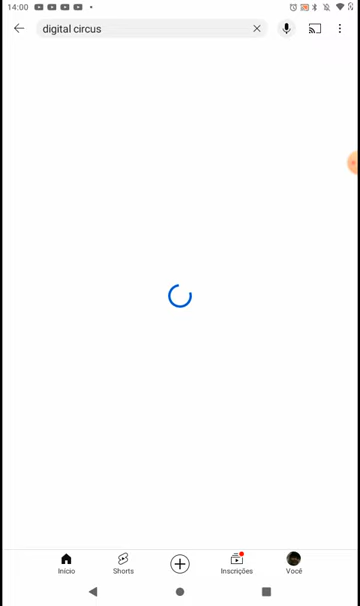 14:00
digital circus
Início
Shorts
Inscrições
Você